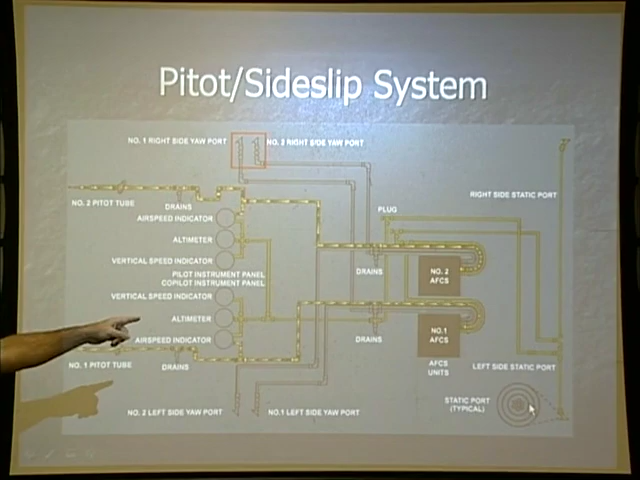 Pitot/Sideslip System
NO. 1 RIGHT SIDE YAW PORT
NO. 2 RIGHT SIDE YAW PORT
RIGHT SIDE STATIC PORT
NO. 2 PITOT TUBE
DRAINS
AIRSPEED INDICATOR
PLUG
ALTIMETER
VERTICAL SPEED INDICATOR
DRAINS
NO. 2
AFCS
PILOT INSTRUMENT PANEL
COPILOT INSTRUMENT PANEL
VERTICAL SPEED INDICATOR
ALTIMETER
NO.1
AFCS
AIRSPEED INDICATOR
DRAINS
NO. 1 PITOT TUBE
DRAINS
AFCS
UNITS
LEFT SIDE STATIC PORT
STATIC PORT
(TYPICAL)
NO. 2 LEFT SIDE YAW PORT
NO.1 LEFT SIDE YAW PORT